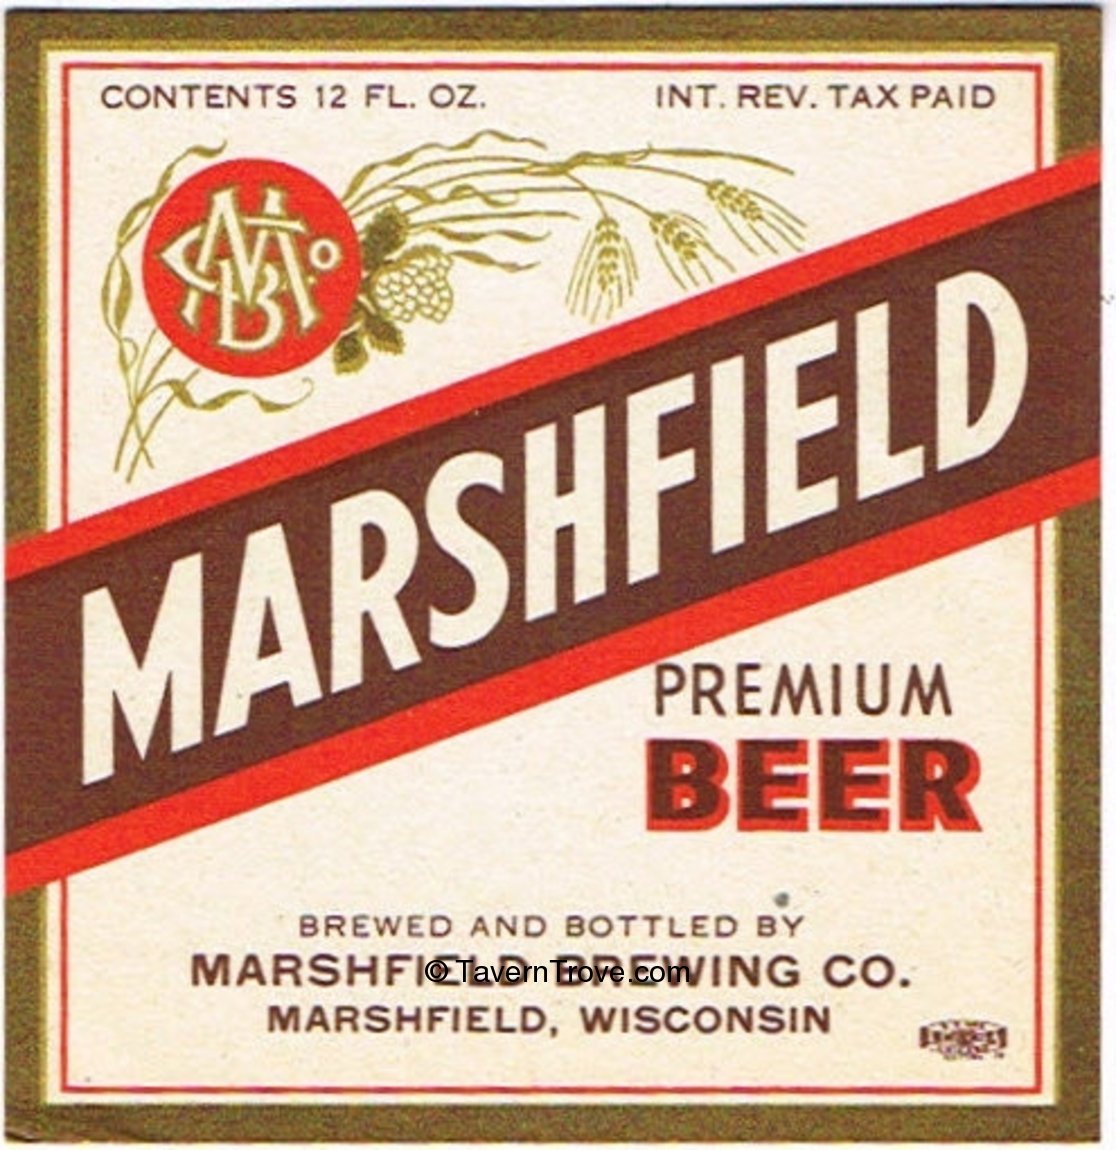 CONTENTS 12 FL. OZ. INT. REV. TAX PAID
MARSHFIELD
PREMIUM
BEER
BREWED AND BOTTLED BY
MARSHFIELD BREWING CO.
© TavernTrove.com
MARSHFIELD, WISCONSIN